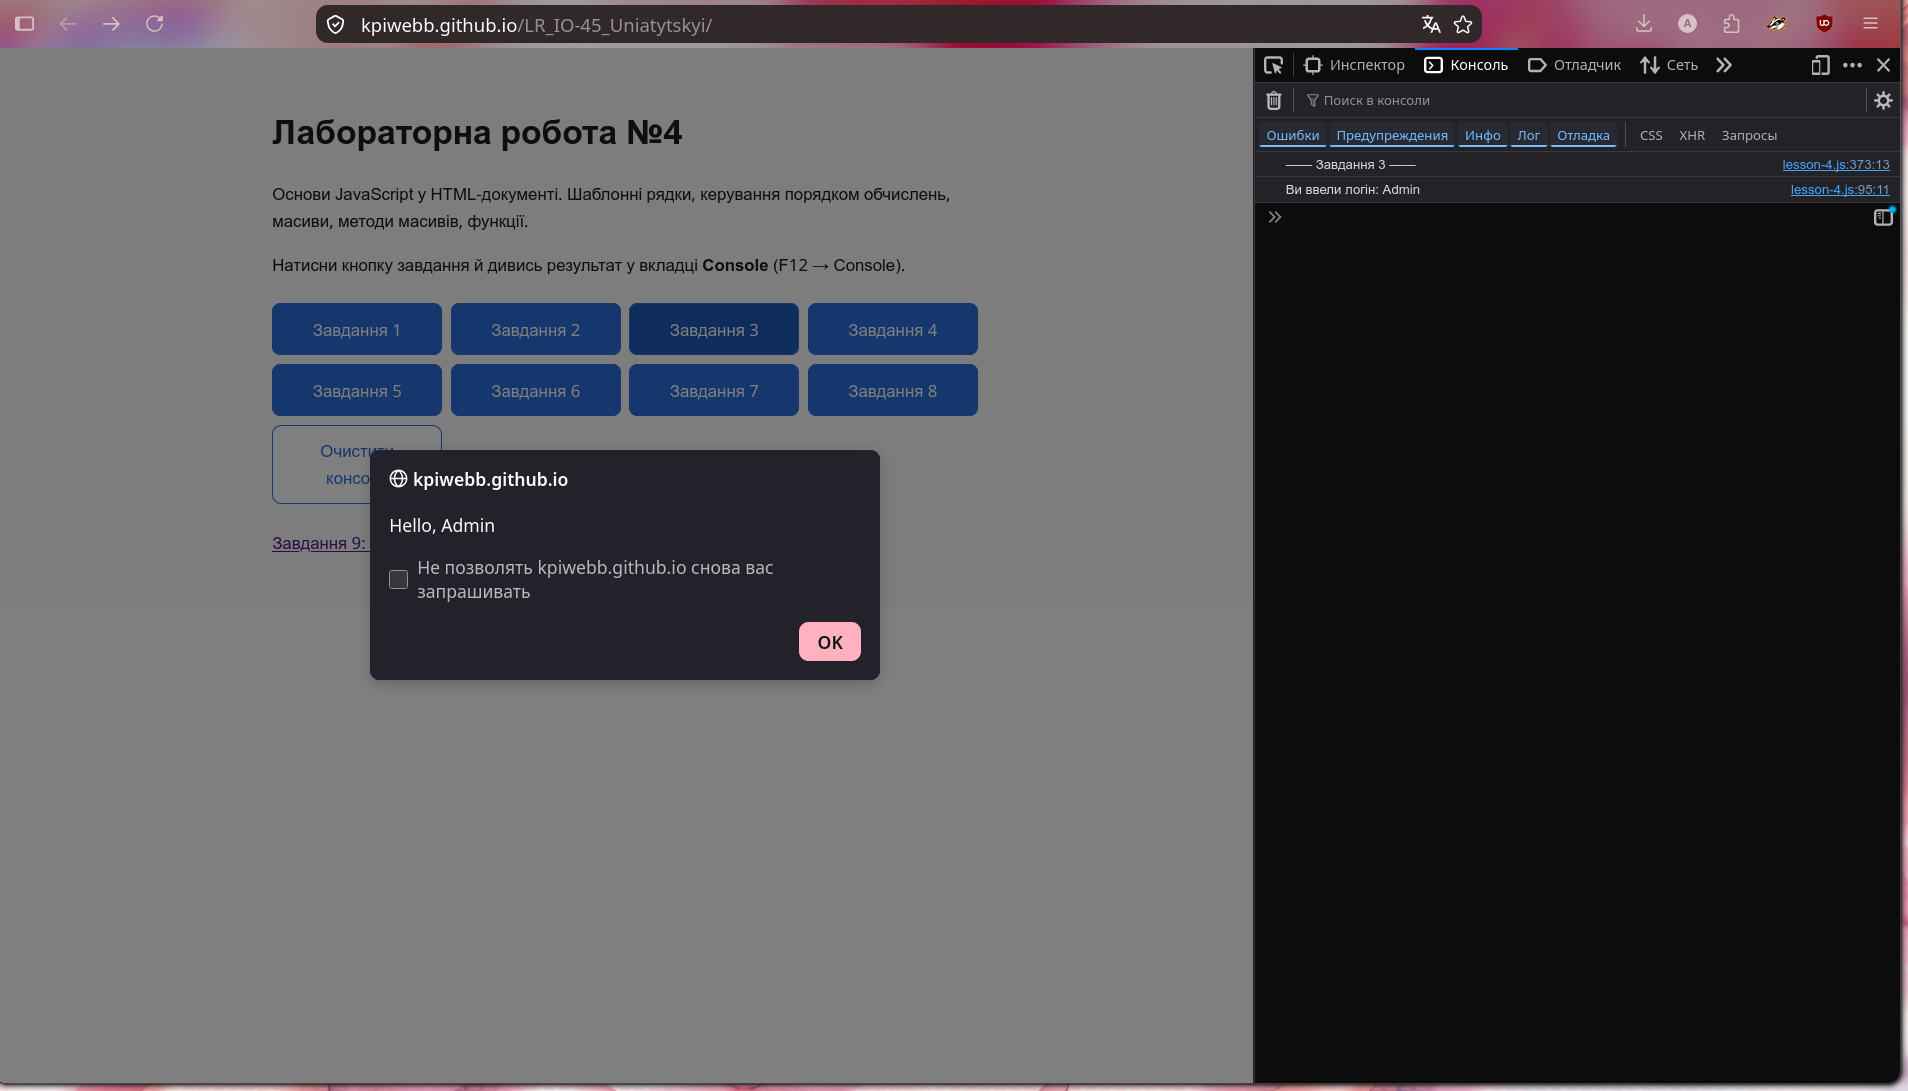 kpiwebb.github.io/LR_IO-45_Uniatytskyi/
A
Лабораторна робота №4
Основи JavaScript у HTML-документі. Шаблонні рядки, керування порядком обчислень,
масиви, методи масивів, функції.
Натисни кнопку завдання й дивись результат у вкладці Console (F12 → Console).
Завдання 1
Завдання 2
Завдання 3
Завдання 4
Завдання 5
Завдання 6
Завдання 7
Завдання 8
Завдання 9:
kpiwebb.github.io
Hello, Admin
Не позволять kpiwebb.github.io снова вас
запрашивать
OK
Инспектор
Консоль
Отладчик
Сеть
Поиск в консоли
Ошибки Предупреждения Инфо Лог Отладка CSS XHR Запросы
—— Завдання 3 —— lesson-4.js:373:13
Ви ввели логін: Admin lesson-4.js:95:11